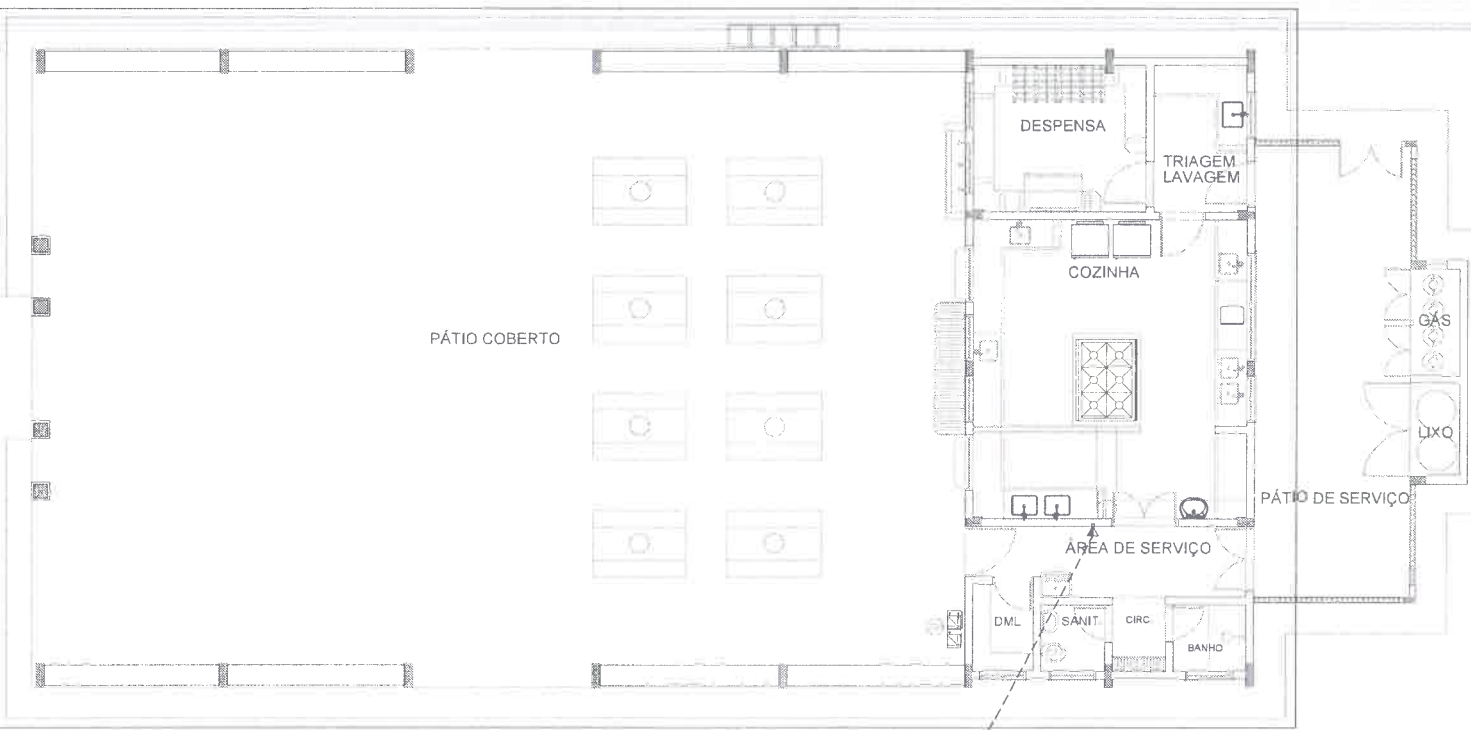 DESPENSA
TRIAGEM
LAVAGEM
COZINHA
PÁTIO COBERTO
GÁS
LIXO
PÁTIO DE SERVIÇO
ÁREA DE SERVIÇO
DML
SANIT.
CIRC.
BANHO